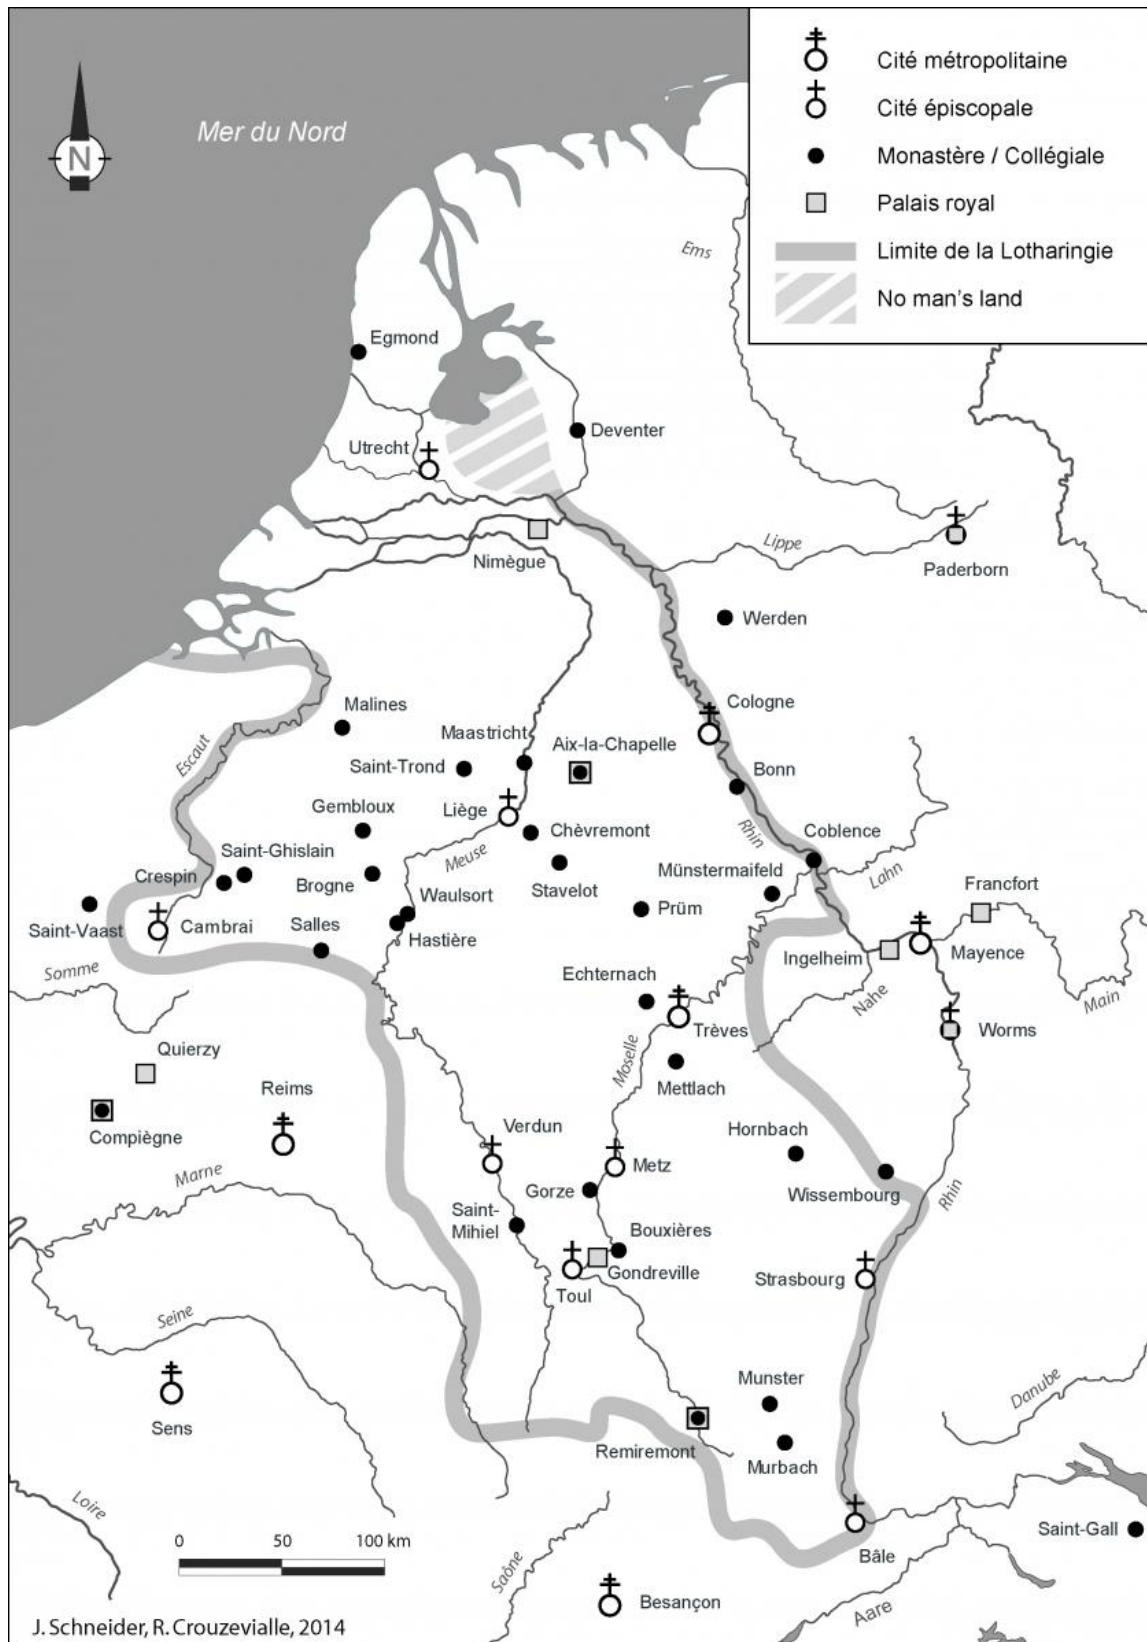 Cité métropolitaine
Cité épiscopale
Monastère / Collégiale
Palais royal
Limite de la Lotharingie
No man's land
Mer du Nord
N
Ems
Egmond
Utrecht
Deventer
Nimègue
Lippe
Paderborn
Werden
Malines
Escaut
Maastricht
Saint-Trond
Aix-la-Chapelle
Cologne
Bonn
Gembloux
Liège
Meuse
Chèvremont
Rhin
Coblence
Lahn
Crespin
Saint-Ghislain
Brogne
Stavelot
Münstermaifeld
Francfort
Saint-Vaast
Cambrai
Salles
Waulsort
Hastière
Prüm
Ingelheim
Mayence
Somme
Echternach
Trèves
Nahe
Main
Worms
Quierzy
Compiègne
Reims
Moselle
Mettlach
Marne
Verdun
Metz
Hornbach
Wissembourg
Rhin
Gorze
Saint-
Mihiel
Bouxières
Gondreville
Toul
Strasbourg
Seine
Sens
Munster
Danube
Remiremont
Murbach
Loire
0 50 100 km
Saône
Bâle
Saint-Gall
Besançon
Aare
J. Schneider, R. Crouzevialle, 2014